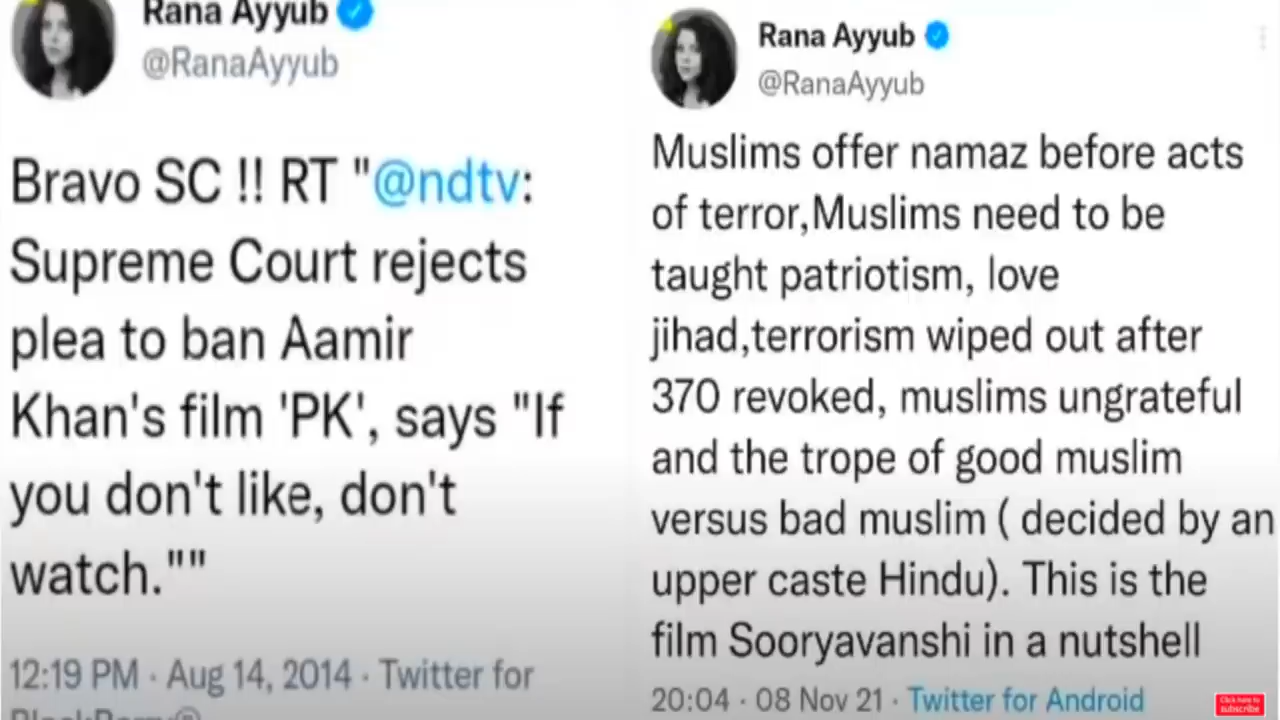 Rana Ayyub
@RanaAyyub
Bravo SC !! RT "@ndtv:
Supreme Court rejects
plea to ban Aamir
Khan's film 'PK', says "If
you don't like, don't
watch.""
12:19 PM · Aug 14, 2014 · Twitter for
Rana Ayyub
@RanaAyyub
Muslims offer namaz before acts
of terror,Muslims need to be
taught patriotism, love
jihad,terrorism wiped out after
370 revoked, muslims ungrateful
and the trope of good muslim
versus bad muslim ( decided by an
upper caste Hindu). This is the
film Sooryavanshi in a nutshell
20:04 · 08 Nov 21 · Twitter for Android
Click here to
subscribe